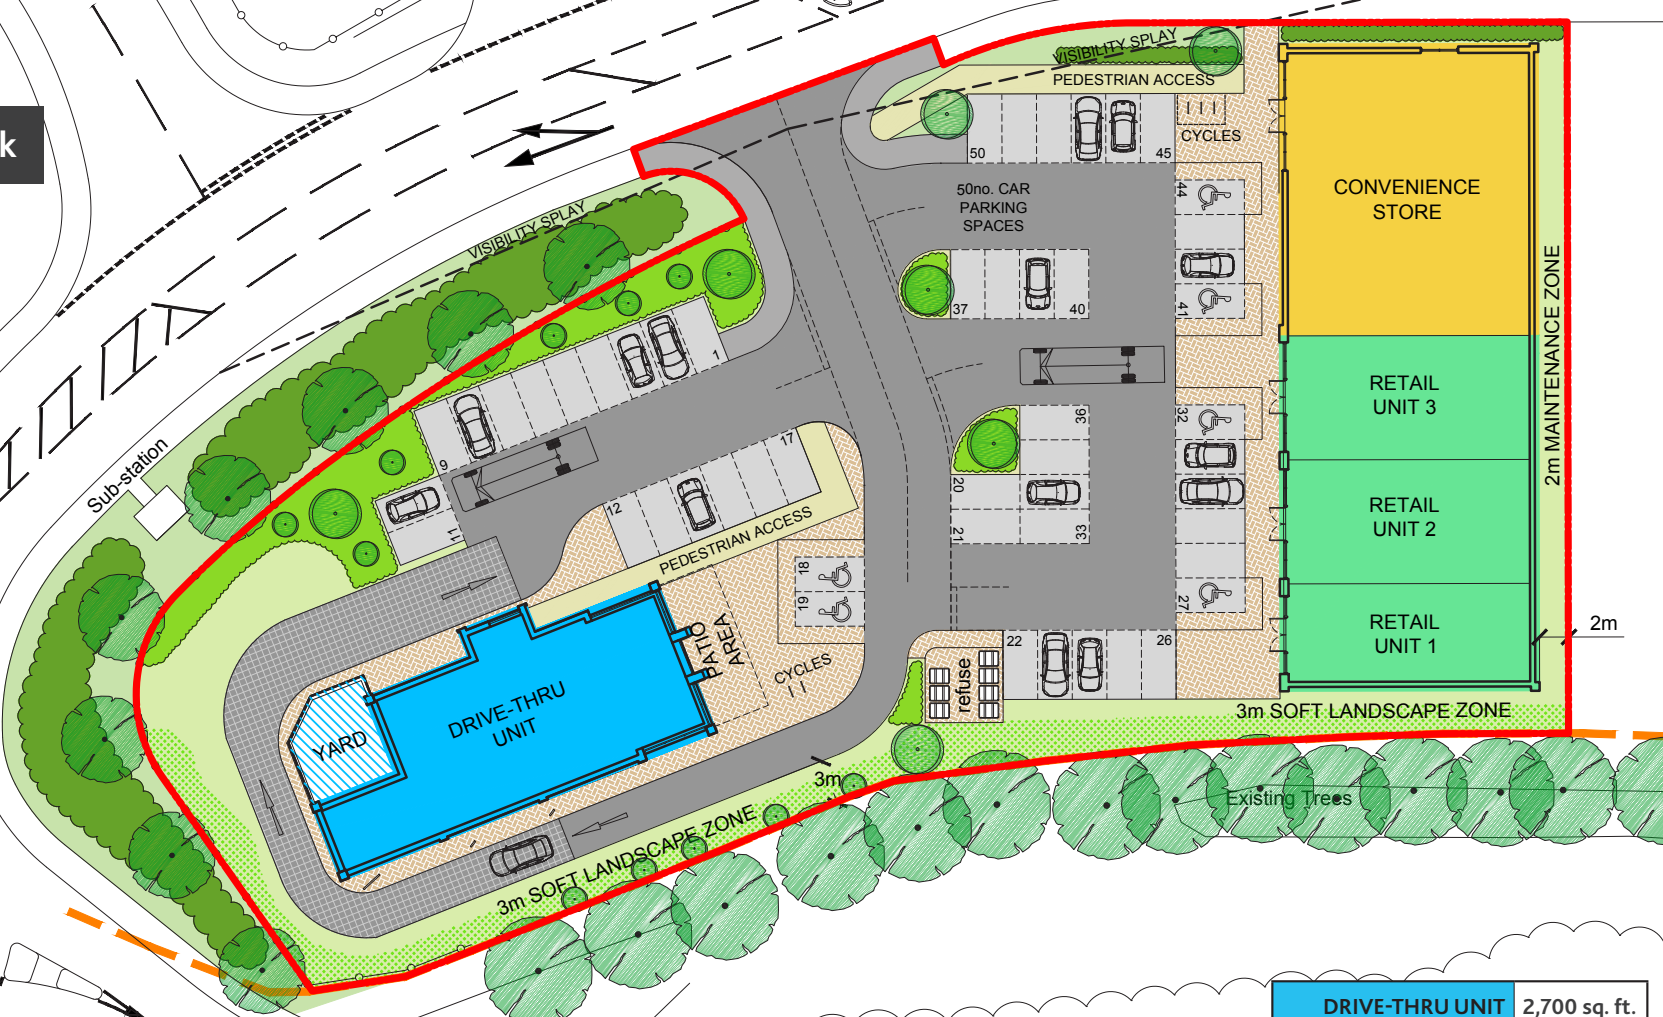 k
VISIBILITY SPLAY
PEDESTRIAN ACCESS
CYCLES
50
45
50no. CAR
PARKING
SPACES
44
CONVENIENCE
STORE
VISIBILITY SPLAY
37
40
41
2m MAINTENANCE ZONE
1
RETAIL
UNIT 3
36
32
17
9
Sub-station
20
RETAIL
UNIT 2
12
21
33
11
PEDESTRIAN ACCESS
18
19
27
RETAIL
UNIT 1
2m
22
26
PATIO
AREA
CYCLES
refuse
DRIVE-THRU
UNIT
YARD
3m SOFT LANDSCAPE ZONE
3m
Existing Trees
3m SOFT LANDSCAPE ZONE
DRIVE-THRU UNIT 2,700 sq. ft.